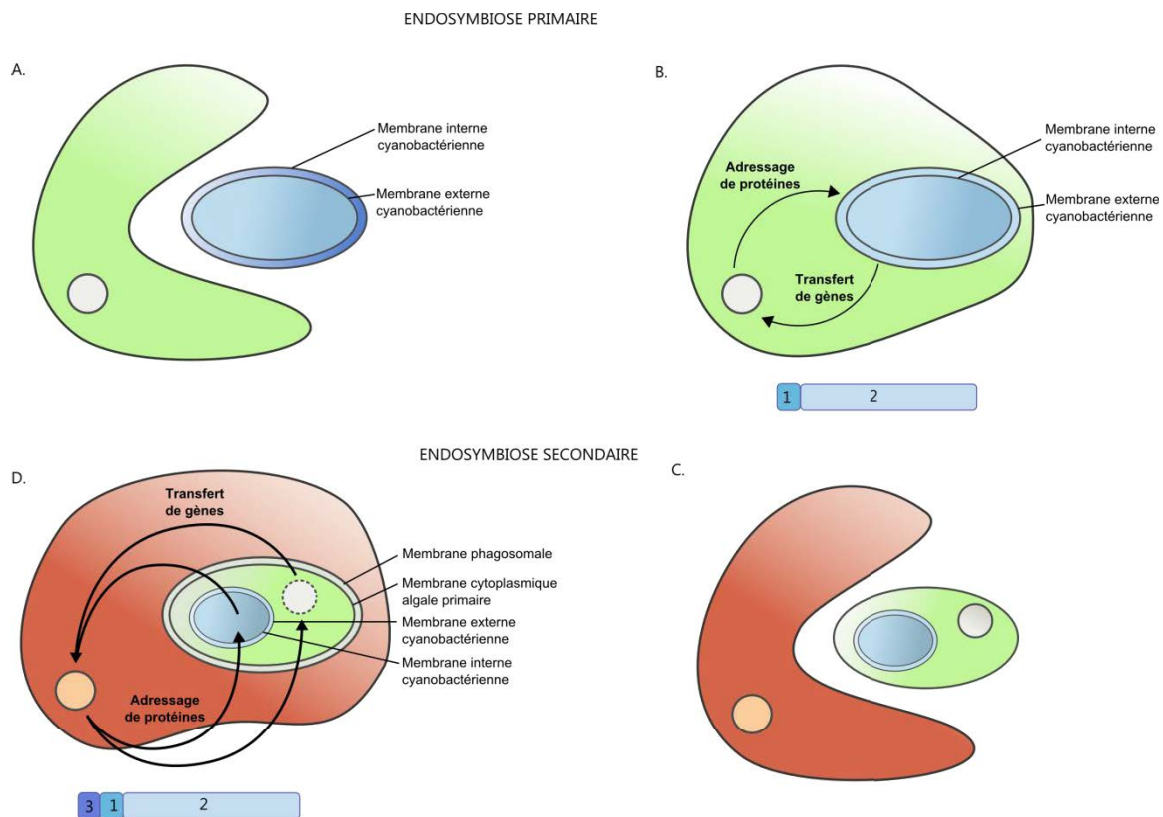 ENDOSYMBIOSE PRIMAIRE
A.
Membrane interne
cyanobactérienne
Membrane externe
cyanobactérienne
B.
Adressage
de protéines
Transfert
de gènes
Membrane interne
cyanobactérienne
Membrane externe
cyanobactérienne
1
2
ENDOSYMBIOSE SECONDAIRE
D.
Transfert
de gènes
Adressage
de protéines
Membrane phagosomale
Membrane cytoplasmique
algale primaire
Membrane externe
cyanobactérienne
Membrane interne
cyanobactérienne
3
1
2
C.